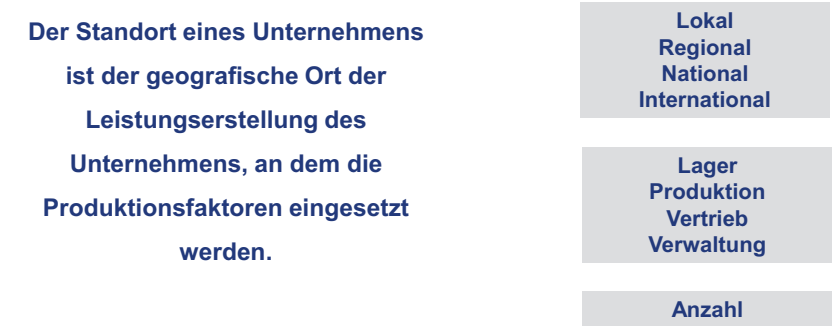 Der Standort eines Unternehmens
ist der geografische Ort der
Leistungserstellung des
Unternehmens, an dem die
Produktionsfaktoren eingesetzt
werden.
Lokal
Regional
National
International
Lager
Produktion
Vertrieb
Verwaltung
Anzahl